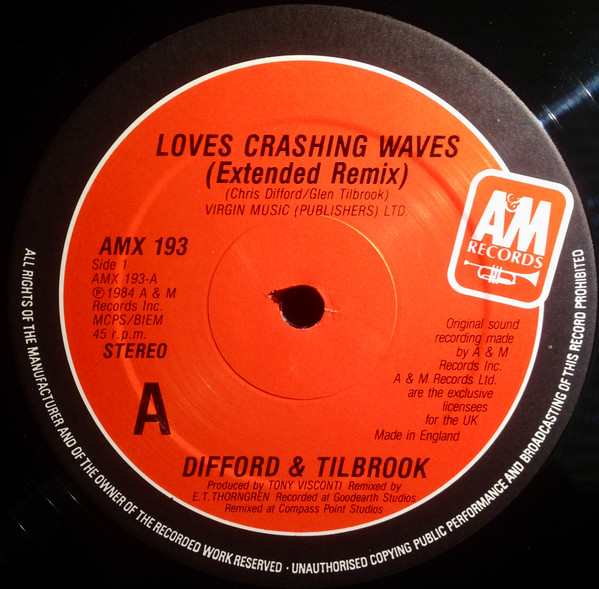 LOVES CRASHING WAVES
(Extended Remix)
(Chris Difford/Glen Tilbrook)
VIRGIN MUSIC (PUBLISHERS) LTD.
A&M
RECORDS
AMX 193
Side 1
AMX 193-A
℗ 1984 A & M
Records Inc.
MCPS/BIEM
45 r.p.m.
STEREO
A
Original sound
recording made
by A & M
Records Inc.
A & M Records Ltd.
are the exclusive
licensees
for the UK
Made in England
DIFFORD & TILBROOK
Produced by TONY VISCONTI Remixed by
E.T. THORNGREN Recorded at Goodearth Studios
Remixed at Compass Point Studios
ALL RIGHTS OF THE MANUFACTURER AND OF THE OWNER OF THE RECORDED WORK RESERVED · UNAUTHORISED COPYING PUBLIC PERFORMANCE AND BROADCASTING OF THIS RECORD PROHIBITED